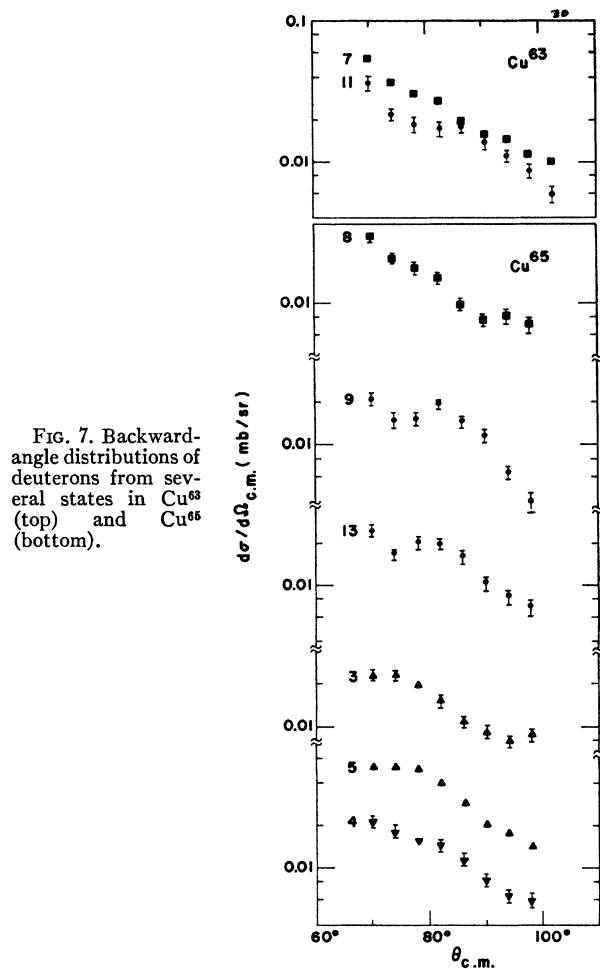 FIG. 7. Backward-
angle distributions of
deuterons from sev-
eral states in Cu⁶³
(top) and Cu⁶⁵
(bottom).
dσ/dΩ c.m. (mb/sr)
0.1
7
11
Cu⁶³
0.01
8
Cu⁶⁵
0.01
9
0.01
13
0.01
3
0.01
5
4
0.01
60° 80° 100°
θ c.m.